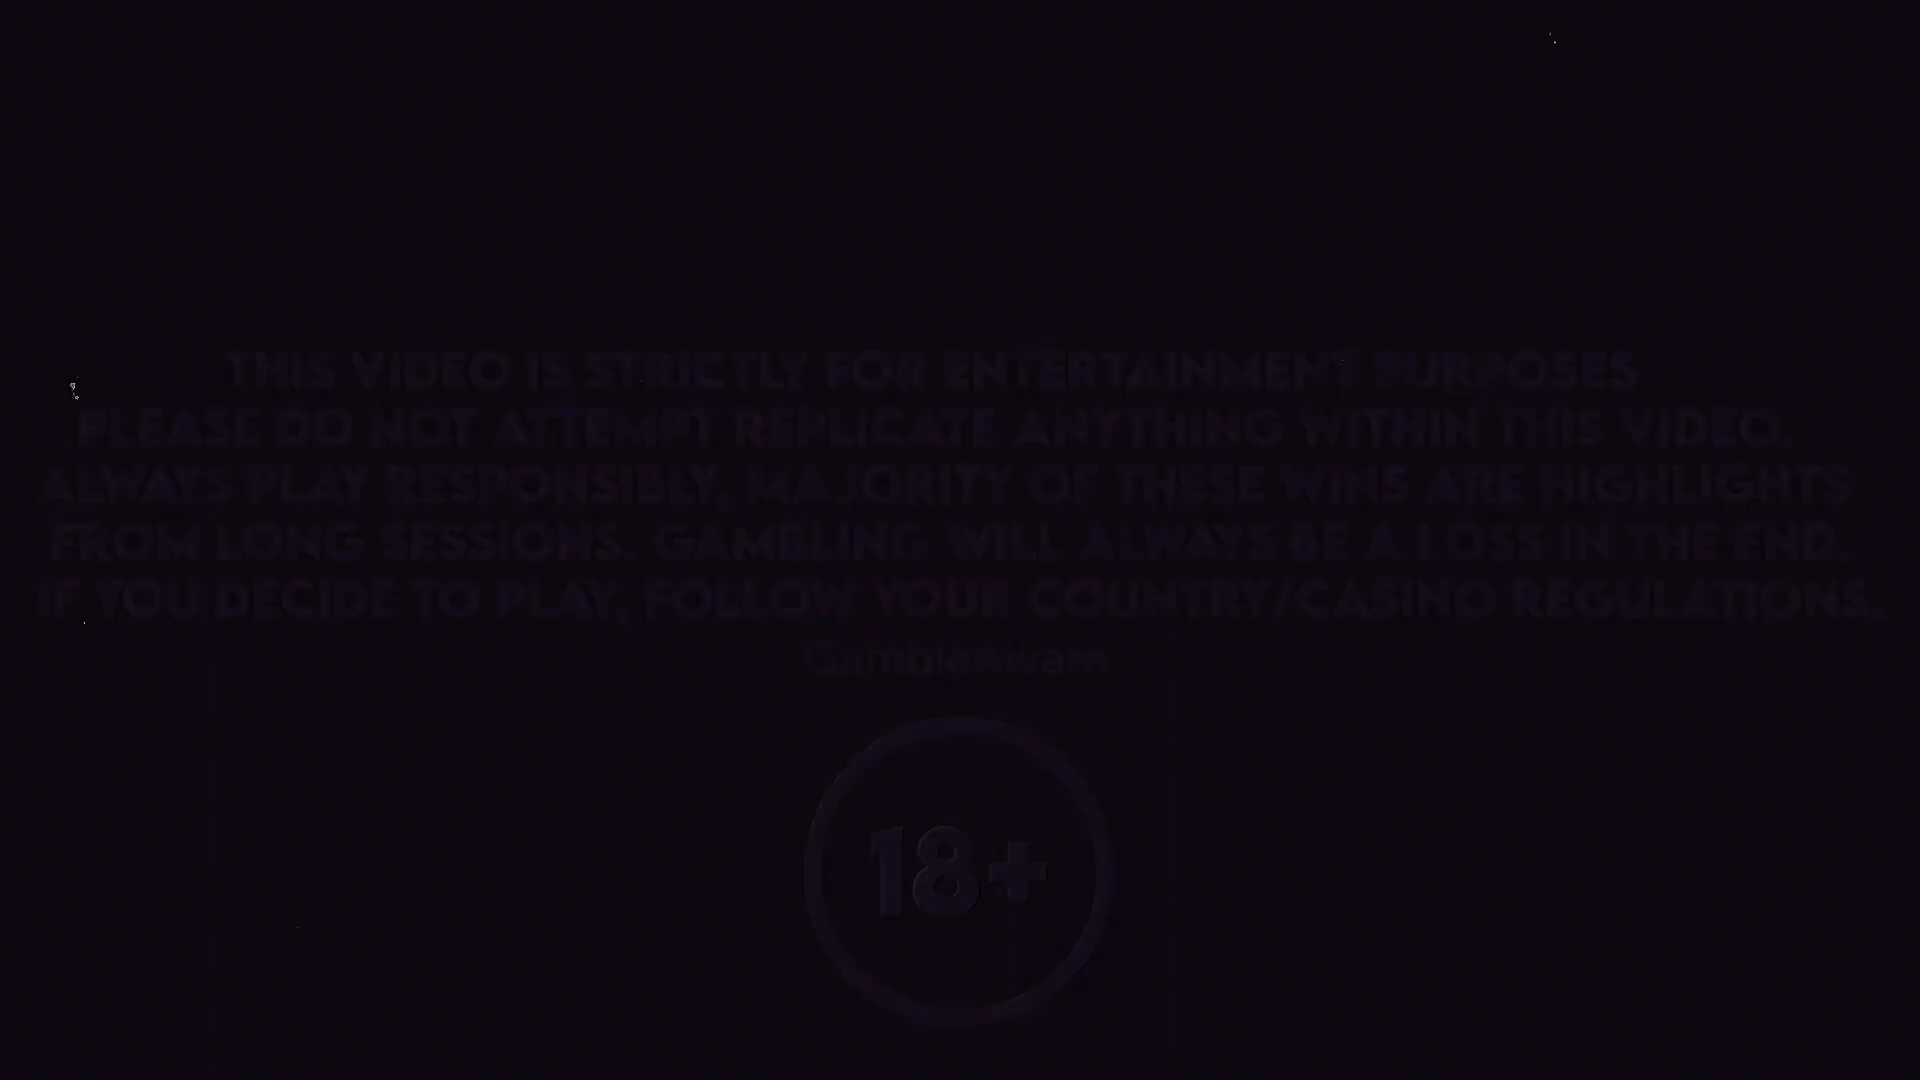 THIS VIDEO IS STRICTLY FOR ENTERTAINMENT PURPOSES
PLEASE DO NOT ATTEMPT REPLICATE ANYTHING WITHIN THIS VIDEO.
ALWAYS PLAY RESPONSIBLY, MAJORITY OF THESE WINS ARE HIGHLIGHTS
FROM LONG SESSIONS. GAMBLING WILL ALWAYS BE A LOSS IN THE END.
IF YOU DECIDE TO PLAY, FOLLOW YOUR COUNTRY/CASINO REGULATIONS.
GambleAware
18+